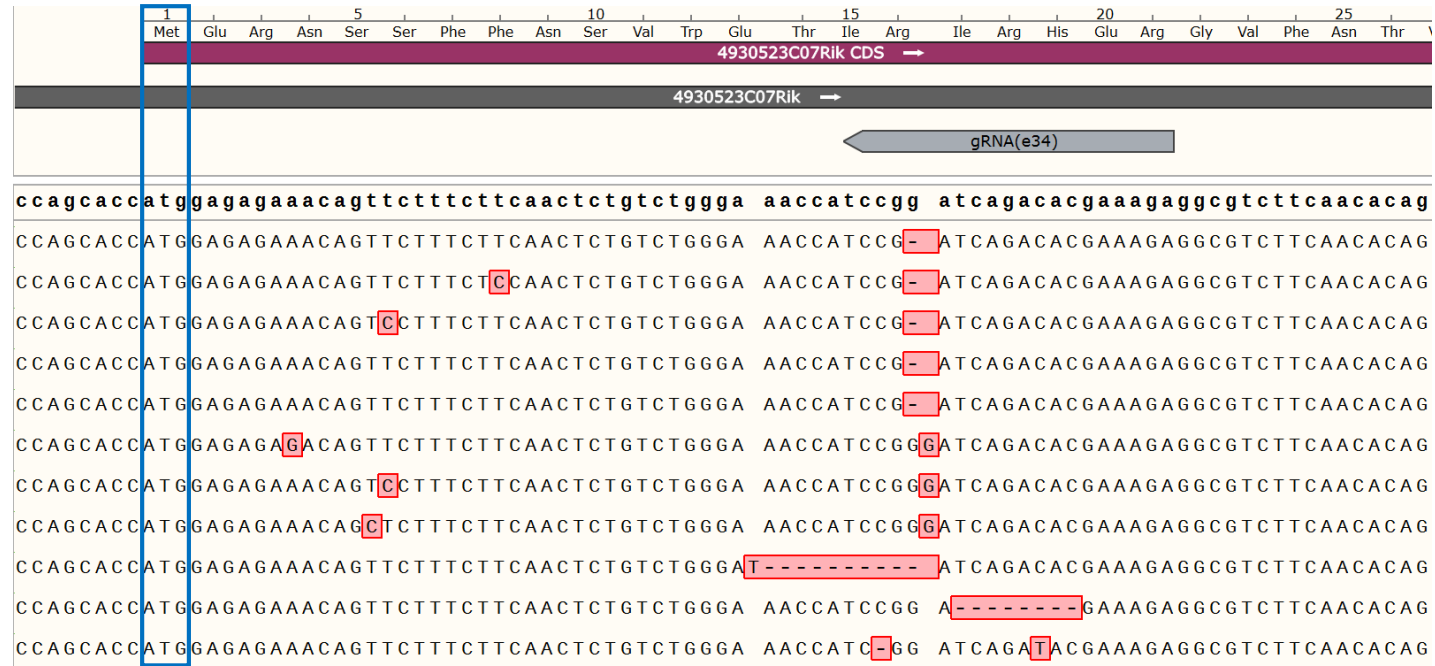 1 5 10 15 20 25
Met Glu Arg Asn Ser Ser Phe Phe Asn Ser Val Trp Glu Thr Ile Arg Ile Arg His Glu Arg Gly Val Phe Asn Thr
4930523C07Rik CDS
4930523C07Rik
gRNA(e34)
ccagcaccatggagagaaacagttctttcttcaactctgtctggga aaccatccgg atcagacacgaaagaggcgtcttcaacacag
CCAGCACCATGGAGAGAAACAGTTCTTTCTTCAACTCTGTCTGGGA AACCATCCG- ATCAGACACGAAAGAGGCGTCTTCAACACAG
CCAGCACCATGGAGAGAAACAGTTCTTTCTCCAACTCTGTCTGGGA AACCATCCG- ATCAGACACGAAAGAGGCGTCTTCAACACAG
CCAGCACCATGGAGAGAAACAGTCCTTTCTTCAACTCTGTCTGGGA AACCATCCG- ATCAGACACGAAAGAGGCGTCTTCAACACAG
CCAGCACCATGGAGAGAAACAGTTCTTTCTTCAACTCTGTCTGGGA AACCATCCG- ATCAGACACGAAAGAGGCGTCTTCAACACAG
CCAGCACCATGGAGAGAAACAGTTCTTTCTTCAACTCTGTCTGGGA AACCATCCG- ATCAGACACGAAAGAGGCGTCTTCAACACAG
CCAGCACCATGGAGAGAGACAGTTCTTTCTTCAACTCTGTCTGGGA AACCATCCGGGATCAGACACGAAAGAGGCGTCTTCAACACAG
CCAGCACCATGGAGAGAAACAGTCCTTTCTTCAACTCTGTCTGGGA AACCATCCGGGATCAGACACGAAAGAGGCGTCTTCAACACAG
CCAGCACCATGGAGAGAAACAGCTCTTTCTTCAACTCTGTCTGGGA AACCATCCGGGATCAGACACGAAAGAGGCGTCTTCAACACAG
CCAGCACCATGGAGAGAAACAGTTCTTTCTTCAACTCTGTCTGGGAT---------- ATCAGACACGAAAGAGGCGTCTTCAACACAG
CCAGCACCATGGAGAGAAACAGTTCTTTCTTCAACTCTGTCTGGGA AACCATCCGG A--------GAAAGAGGCGTCTTCAACACAG
CCAGCACCATGGAGAGAAACAGTTCTTTCTTCAACTCTGTCTGGGA AACCATC-GG ATCAGATACGAAAGAGGCGTCTTCAACACAG